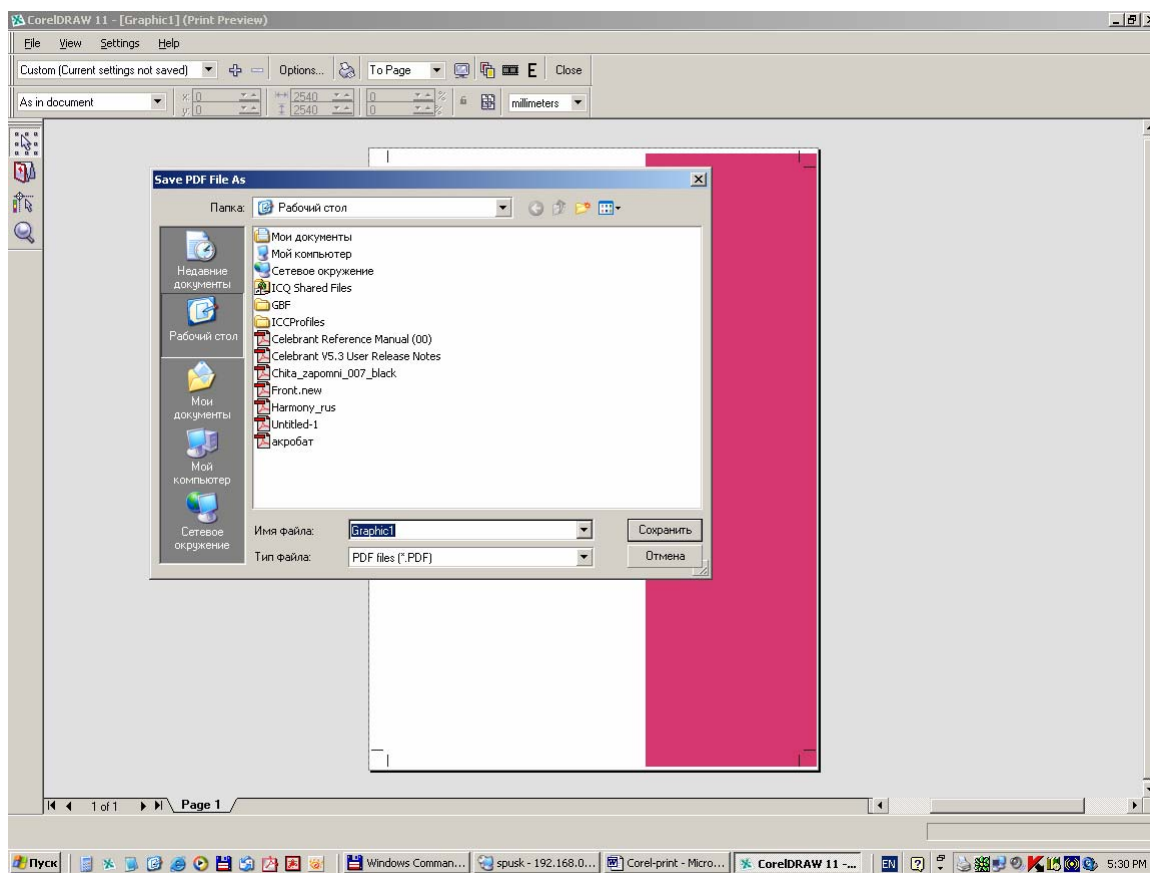 CorelDRAW 11 - [Graphic1] (Print Preview)
File View Settings Help
Custom (Current settings not saved) Options... To Page E Close
As in document x: 0 y: 0 2540 2540 0 0 % % millimeters
Save PDF File As
Папка: Рабочий стол
Недавние документы
Рабочий стол
Мои документы
Мой компьютер
Сетевое окружение
Мои документы
Мой компьютер
Сетевое окружение
ICQ Shared Files
GBF
ICCProfiles
Celebrant Reference Manual (00)
Celebrant V5.3 User Release Notes
Chita_zapomni_007_black
Front.new
Harmony_rus
Untitled-1
акробат
Имя файла: Graphic1 Сохранить
Тип файла: PDF files (*.PDF) Отмена
1 of 1 Page 1
Пуск Windows Comman... spusk - 192.168.0... Corel-print - Micro... CorelDRAW 11 -... EN 5:30 PM